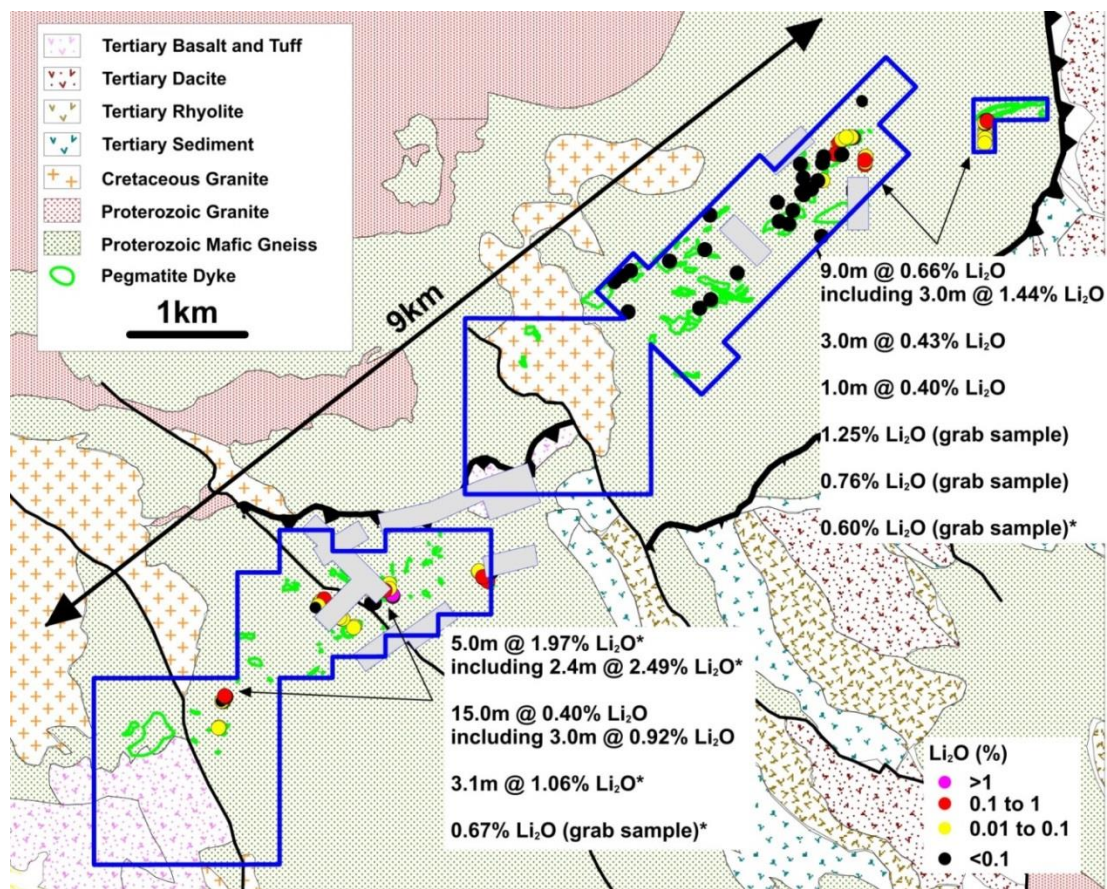 Tertiary Basalt and Tuff
Tertiary Dacite
Tertiary Rhyolite
Tertiary Sediment
Cretaceous Granite
Proterozoic Granite
Proterozoic Mafic Gneiss
Pegmatite Dyke
1km
9km
9.0m @ 0.66% Li₂O
including 3.0m @ 1.44% Li₂O
3.0m @ 0.43% Li₂O
1.0m @ 0.40% Li₂O
1.25% Li₂O (grab sample)
0.76% Li₂O (grab sample)
0.60% Li₂O (grab sample)*
5.0m @ 1.97% Li₂O*
including 2.4m @ 2.49% Li₂O*
15.0m @ 0.40% Li₂O
including 3.0m @ 0.92% Li₂O
3.1m @ 1.06% Li₂O*
0.67% Li₂O (grab sample)*
Li₂O (%)
>1
0.1 to 1
0.01 to 0.1
<0.1